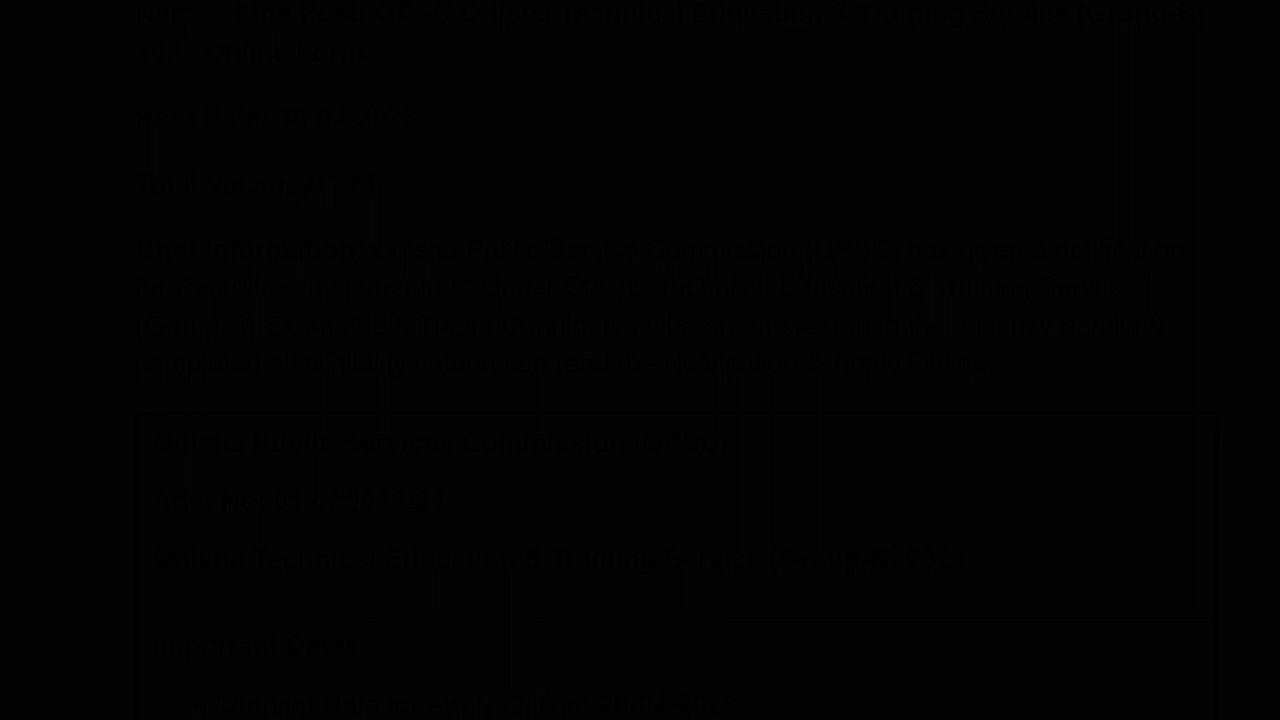 Name of the Post: OPSC Odisha Technical Education & Training Service (Group-B)
2023 Online Form
Post Date: 18-04-2023
Total Vacancy: 224
Brief Information: Odisha Public Service Commission (OPSC) has given a notification
for Recruitment of Lecturers Under Odisha Technical Education & Training Service
(Group B) Exam 2023. Those Candidates who are interested in the vacancy details &
completed all eligibility criteria can read the Notification & Apply Online.
Odisha Public Services Commission (OPSC)
Advt No: 01 of 2023-24
Odisha Technical Education & Training Service (Group-B) 2023
Important Dates
Starting Date for Apply Online: 28-04-2023